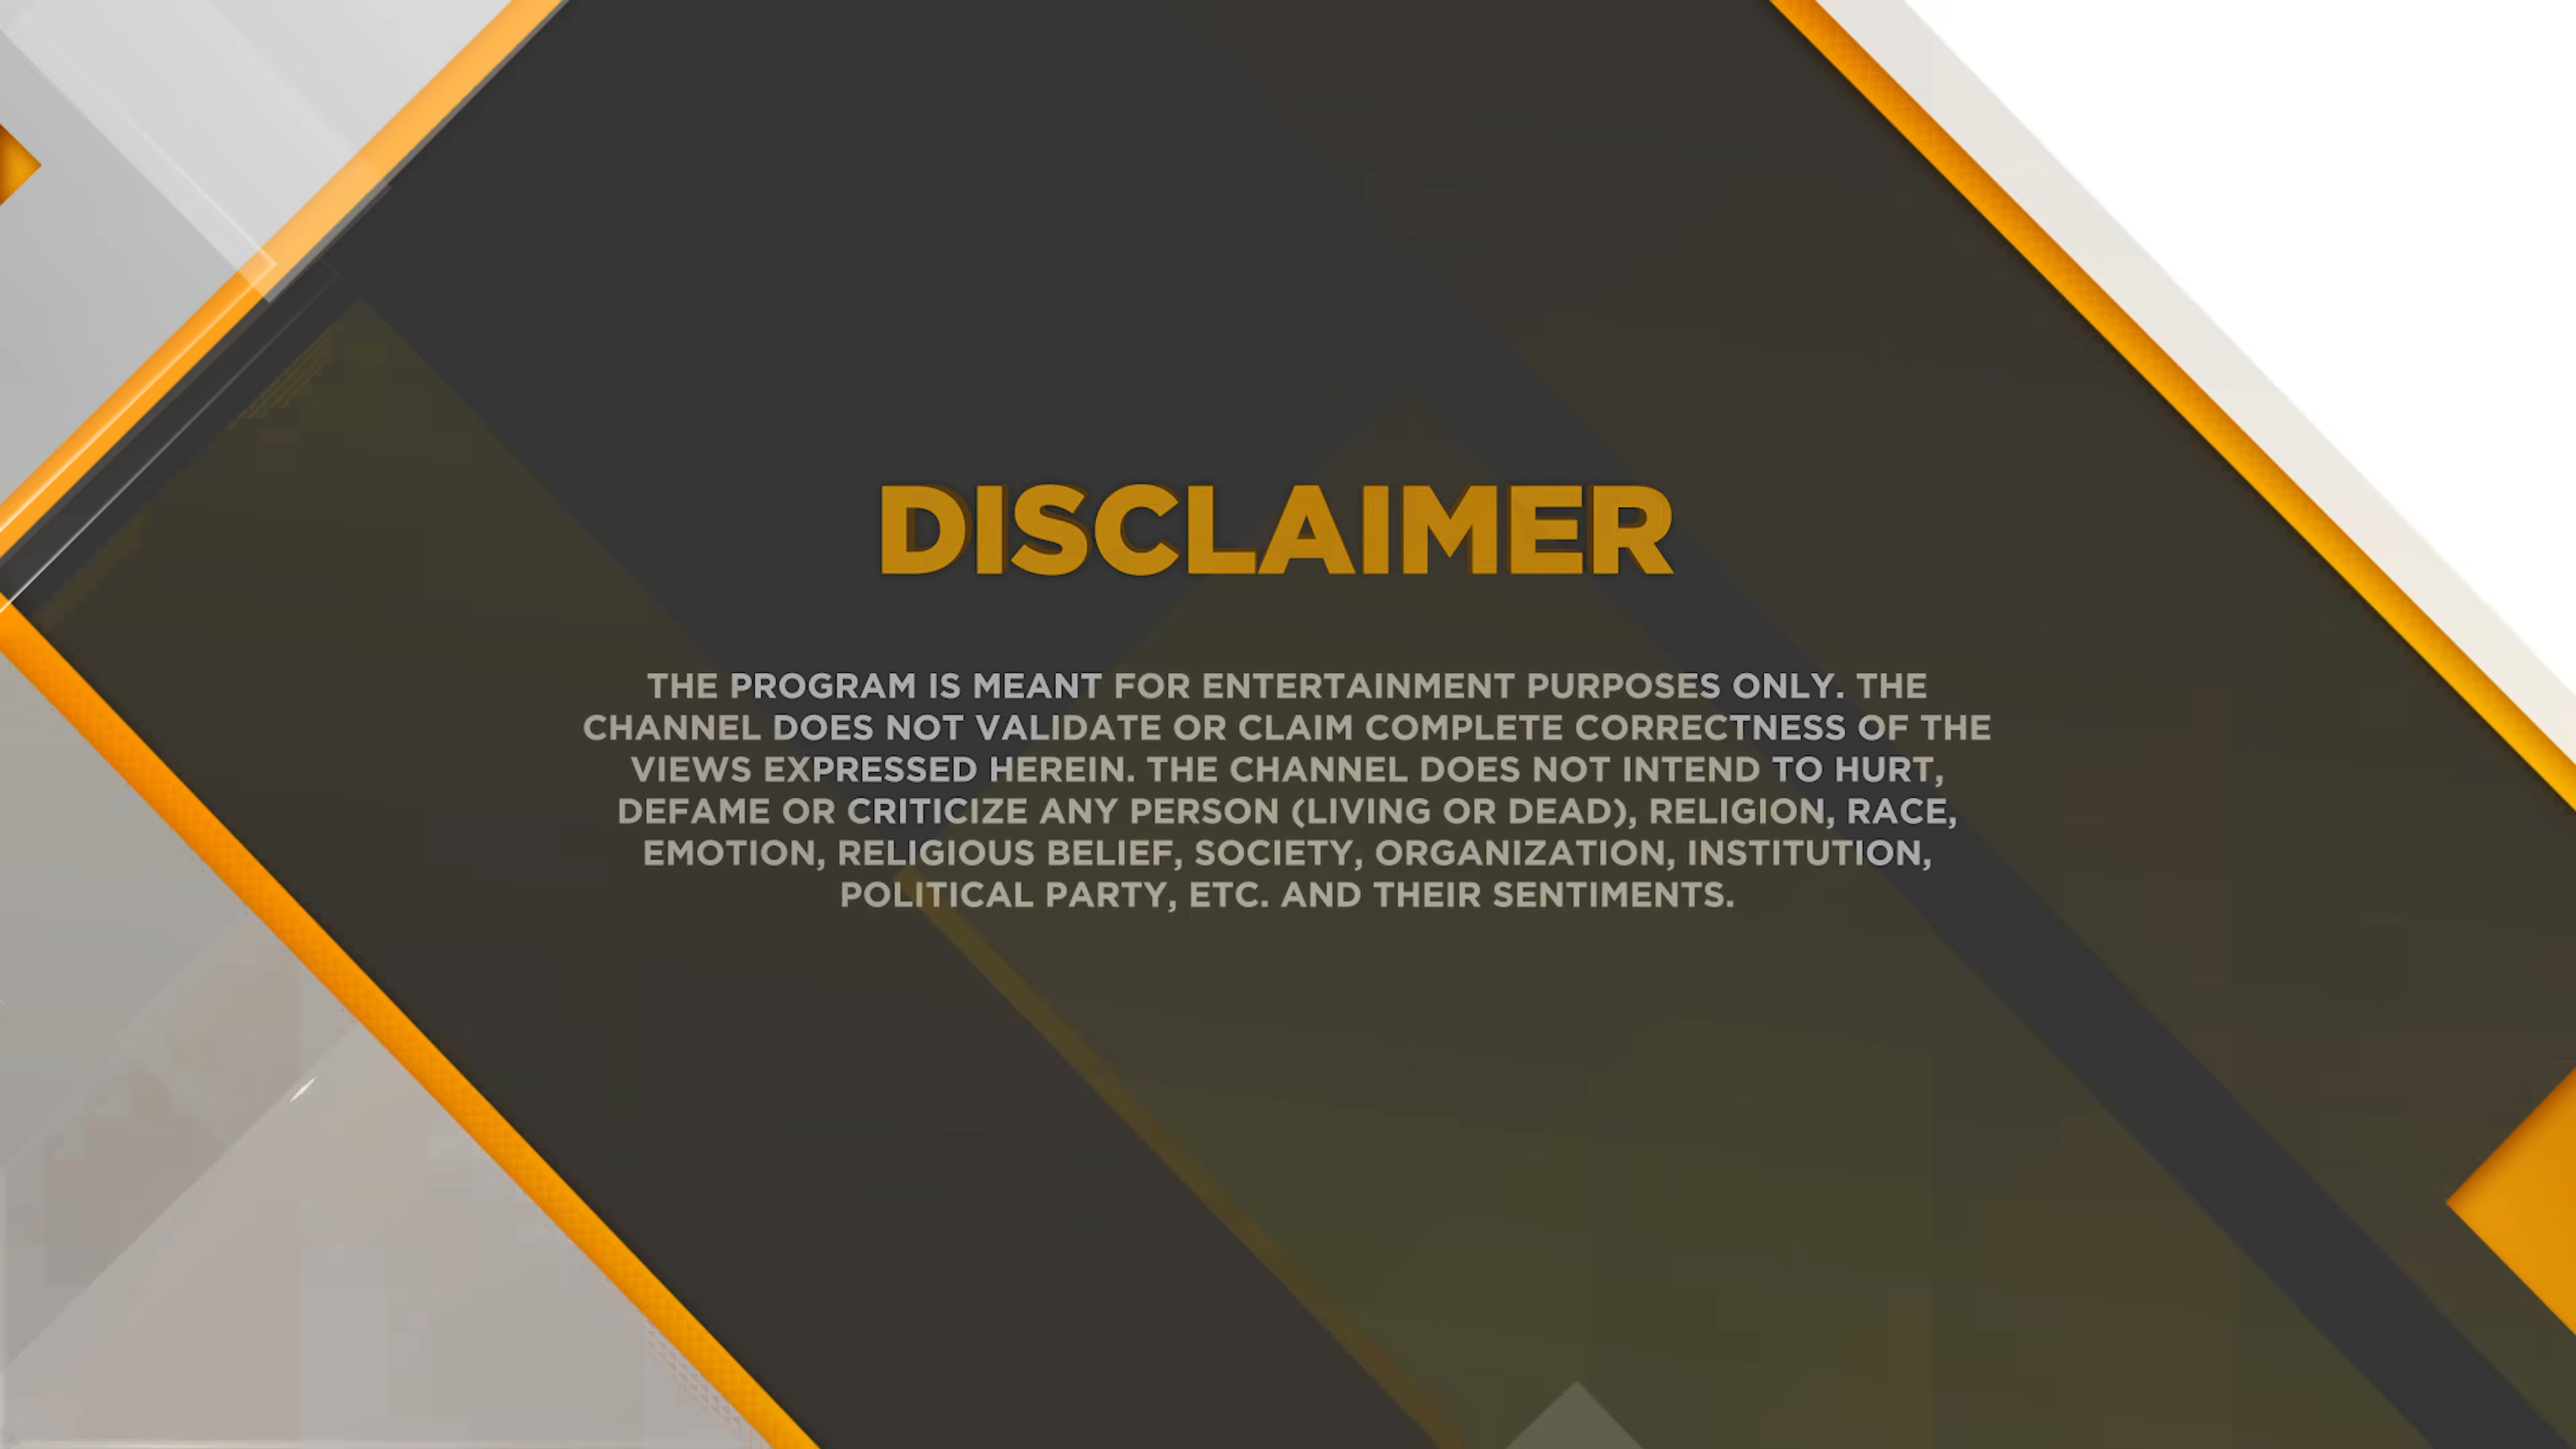 DISCLAIMER
THE PROGRAM IS MEANT FOR ENTERTAINMENT PURPOSES ONLY. THE
CHANNEL DOES NOT VALIDATE OR CLAIM COMPLETE CORRECTNESS OF THE
VIEWS EXPRESSED HEREIN. THE CHANNEL DOES NOT INTEND TO HURT,
DEFAME OR CRITICIZE ANY PERSON (LIVING OR DEAD), RELIGION, RACE,
EMOTION, RELIGIOUS BELIEF, SOCIETY, ORGANIZATION, INSTITUTION,
POLITICAL PARTY, ETC. AND THEIR SENTIMENTS.